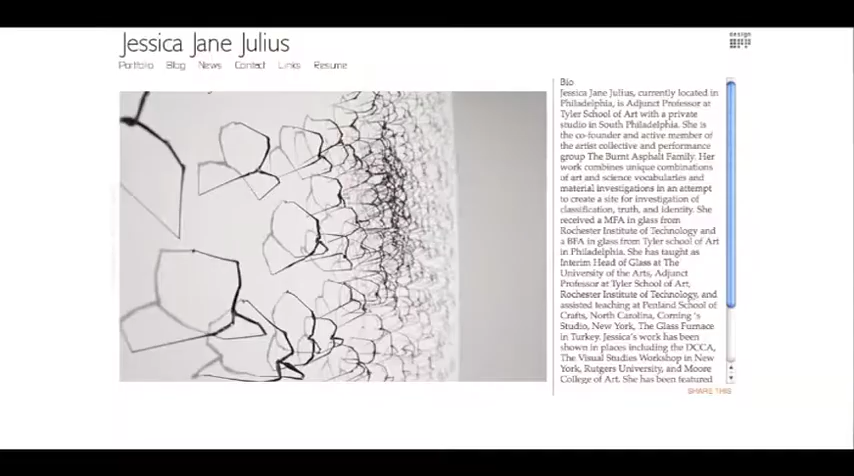 Jessica Jane Julius
DESIGN
Portfolio Blog News Contact Links Resume
Bio
Jessica Jane Julius, currently located in
Philadelphia, is Adjunct Professor at
Tyler School of Art with a private
studio in South Philadelphia. She is
the co-founder and active member of
the artist collective and performance
group The Burnt Asphalt Family. Her
work combines unique combinations
of art and science vocabularies and
material investigations in an attempt
to create a site for investigation of
classification, truth, and identity. She
received a MFA in glass from
Rochester Institute of Technology and
a BFA in glass from Tyler school of Art
in Philadelphia. She has taught as
Interim Head of Glass at The
University of the Arts, Adjunct
Professor at Tyler School of Art,
Rochester Institute of Technology, and
assisted teaching at Penland School of
Crafts, North Carolina, Corning 's
Studio, New York, The Glass Furnace
in Turkey. Jessica's work has been
shown in places including the DCCA,
The Visual Studies Workshop in New
York, Rutgers University, and Moore
College of Art. She has been featured
SHARE THIS